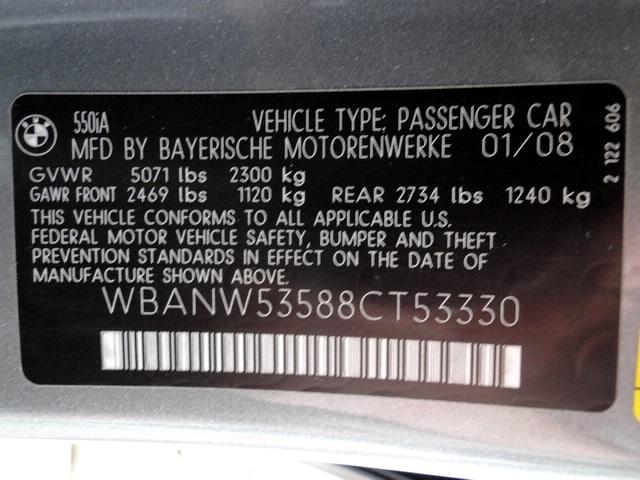 BMW
550iA VEHICLE TYPE: PASSENGER CAR
MFD BY BAYERISCHE MOTORENWERKE 01/08
GVWR 5071 lbs 2300 kg
GAWR FRONT 2469 lbs 1120 kg REAR 2734 lbs 1240 kg
THIS VEHICLE CONFORMS TO ALL APPLICABLE U.S.
FEDERAL MOTOR VEHICLE SAFETY, BUMPER AND THEFT
PREVENTION STANDARDS IN EFFECT ON THE DATE OF
MANUFACTURE SHOWN ABOVE.
WBANW53588CT53330
2 122 606